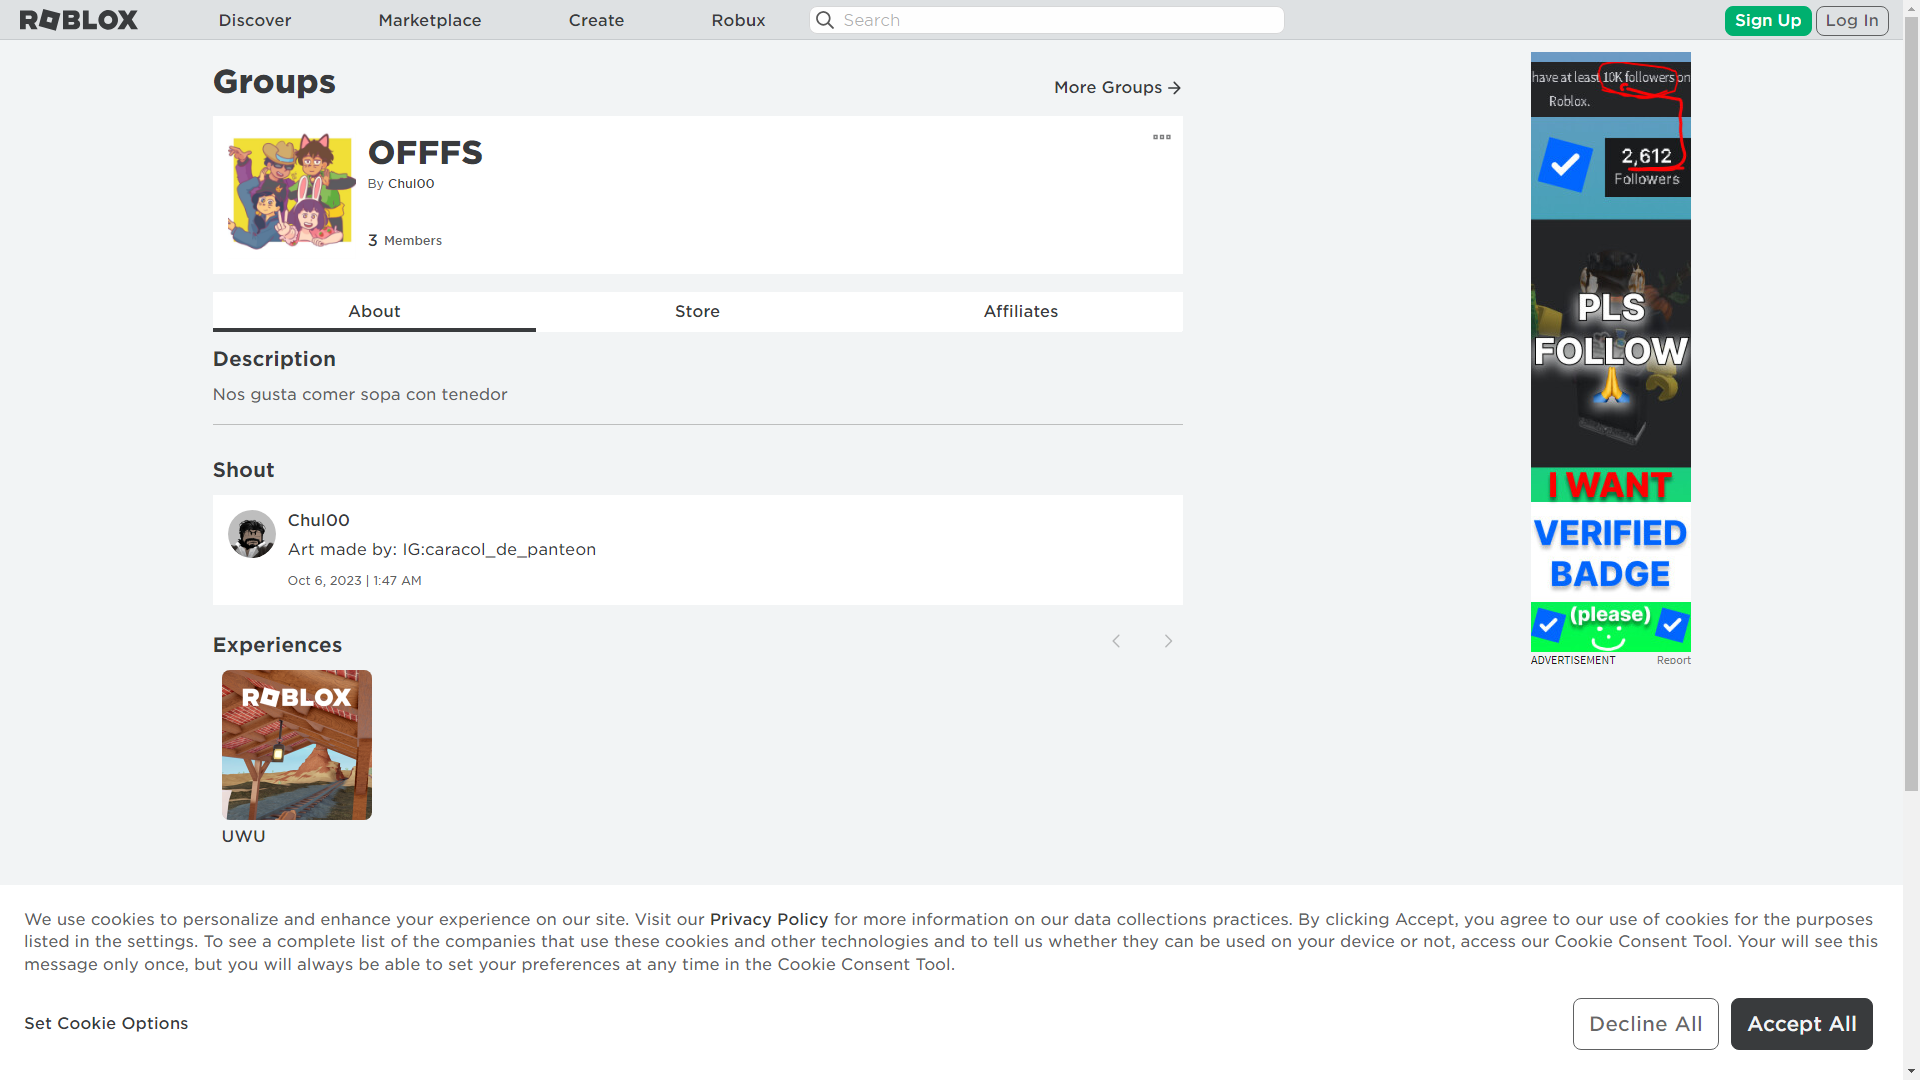 ROBLOX
Discover
Marketplace
Create
Robux
Search
Sign Up
Log In
Groups
More Groups
OFFFS
By Chul00
3 Members
About
Store
Affiliates
Description
Nos gusta comer sopa con tenedor
Shout
Chul00
Art made by: IG:caracol_de_panteon
Oct 6, 2023 | 1:47 AM
Experiences
ROBLOX
UWU
have at least 10K followers on
Roblox.
2,612
Followers
PLS
FOLLOW
I WANT
VERIFIED
BADGE
(please)
ADVERTISEMENT
Report
We use cookies to personalize and enhance your experience on our site. Visit our Privacy Policy for more information on our data collections practices. By clicking Accept, you agree to our use of cookies for the purposes
listed in the settings. To see a complete list of the companies that use these cookies and other technologies and to tell us whether they can be used on your device or not, access our Cookie Consent Tool. Your will see this
message only once, but you will always be able to set your preferences at any time in the Cookie Consent Tool.
Set Cookie Options
Decline All
Accept All